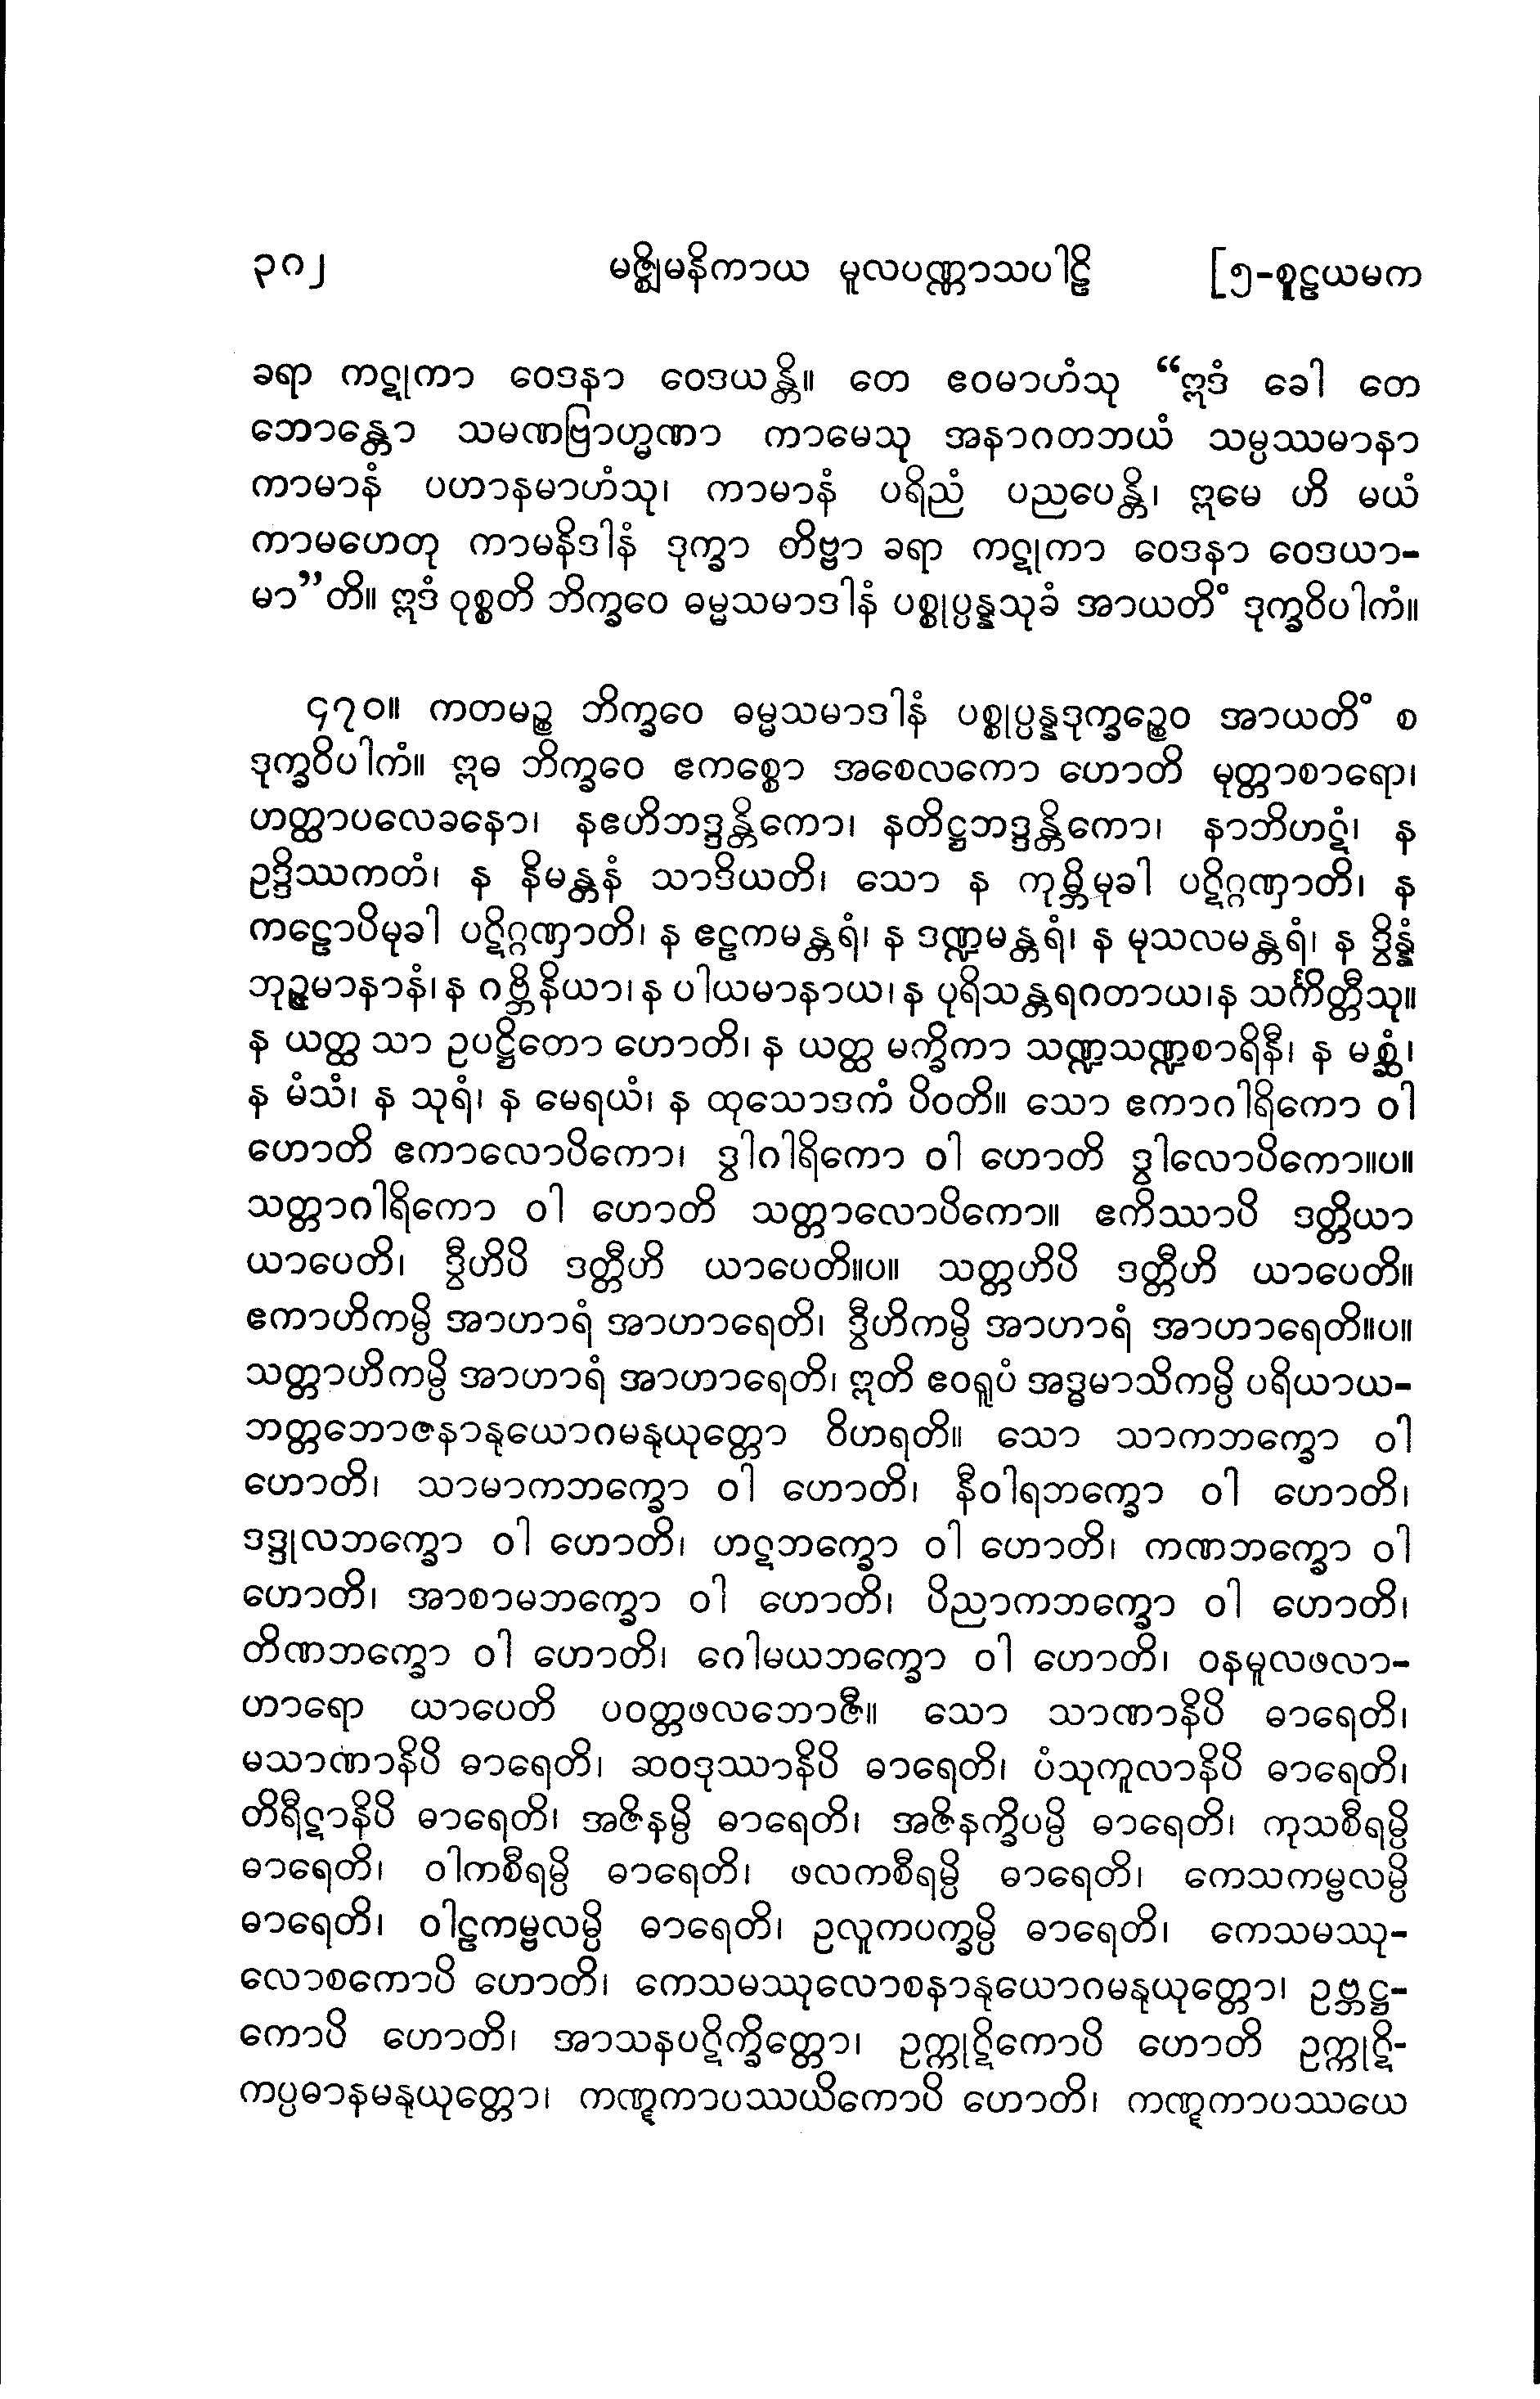 ၃၈၂ မဇ္ဈိမနိကာယ မူလပဏ္ဏာသပါဠိ [၅-စူဠယမက
ခရာ ကဋုကာ ဝေဒနာ ဝေဒယန္တိ။ တေ ဧဝမာဟံသု “ဣဒံ ခေါ တေ
ဘောန္တော သမဏဗြာဟ္မဏာ ကာမေသု အနာဂတဘယံ သမ္ပဿမာနာ
ကာမာနံ ပဟာနမာဟံသု၊ ကာမာနံ ပရိညံ ပညပေန္တိ၊ ဣမေ ဟိ မယံ
ကာမဟေတု ကာမနိဒါနံ ဒုက္ခာ တိဗ္ဗာ ခရာ ကဋုကာ ဝေဒနာ ဝေဒယာ-
မာ”တိ။ ဣဒံ ဝုစ္စတိ ဘိက္ခဝေ ဓမ္မသမာဒါနံ ပစ္စုပ္ပန္နသုခံ အာယတိံ ဒုက္ခဝိပါကံ။
၄၇၀။ ကတမဉ္စ ဘိက္ခဝေ ဓမ္မသမာဒါနံ ပစ္စုပ္ပန္နဒုက္ခဉ္စေဝ အာယတိံ စ
ဒုက္ခဝိပါကံ။ ဣဓ ဘိက္ခဝေ ဧကစ္စော အစေလကော ဟောတိ မုတ္တာစာရော၊
ဟတ္ထာပလေခနော၊ နဧဟိဘဒ္ဒန္တိကော၊ နတိဋ္ဌဘဒ္ဒန္တိကော၊ နာဘိဟဋံ၊ န
ဥဒ္ဒိဿကတံ၊ န နိမန္တနံ သာဒိယတိ၊ သော န ကုမ္ဘိမုခါ ပဋိဂ္ဂဏှာတိ၊ န
ကဠောပိမုခါ ပဋိဂ္ဂဏှာတိ၊ န ဧဠကမန္တရံ၊ န ဒဏ္ဍမန္တရံ၊ န မုသလမန္တရံ၊ န ဒွိန္နံ
ဘုဉ္ဇမာနာနံ၊ န ဂဗ္ဘိနိယာ၊ န ပါယမာနာယ၊ န ပုရိသန္တရဂတာယ၊ န သင်္ကိတ္တီသု။
န ယတ္ထ သာ ဥပဋ္ဌိတော ဟောတိ၊ န ယတ္ထ မက္ခိကာ သဏ္ဍသဏ္ဍစာရိနီ၊ န မစ္ဆံ၊
န မံသံ၊ န သုရံ၊ န မေရယံ၊ န ထုသောဒကံ ပိဝတိ။ သော ဧကာဂါရိကော ဝါ
ဟောတိ ဧကာလောပိကော၊ ဒွါဂါရိကော ဝါ ဟောတိ ဒွါလောပိကော။ပ။
သတ္တာဂါရိကော ဝါ ဟောတိ သတ္တာလောပိကော။ ဧကိဿာပိ ဒတ္တိယာ
ယာပေတိ၊ ဒွီဟိပိ ဒတ္တီဟိ ယာပေတိ။ပ။ သတ္တဟိပိ ဒတ္တီဟိ ယာပေတိ။
ဧကာဟိကမ္ပိ အာဟာရံ အာဟာရေတိ၊ ဒွီဟိကမ္ပိ အာဟာရံ အာဟာရေတိ။ပ။
သတ္တာဟိကမ္ပိ အာဟာရံ အာဟာရေတိ၊ ဣတိ ဧဝရူပံ အဒ္ဓမာသိကမ္ပိ ပရိယာယ-
ဘတ္တဘောဇနာနုယောဂမနုယုတ္တော ဝိဟရတိ။ သော သာကဘက္ခော ဝါ
ဟောတိ၊ သာမာကဘက္ခော ဝါ ဟောတိ၊ နီဝါရဘက္ခော ဝါ ဟောတိ၊
ဒဒ္ဒုလဘက္ခော ဝါ ဟောတိ၊ ဟဋဘက္ခော ဝါ ဟောတိ၊ ကဏဘက္ခော ဝါ
ဟောတိ၊ အာစာမဘက္ခော ဝါ ဟောတိ၊ ပိညာကဘက္ခော ဝါ ဟောတိ၊
တိဏဘက္ခော ဝါ ဟောတိ၊ ဂေါမယဘက္ခော ဝါ ဟောတိ၊ ဝနမူလဖလာ-
ဟာရော ယာပေတိ ပဝတ္တဖလဘောဇီ။ သော သာဏာနိပိ ဓာရေတိ၊
မသာဏာနိပိ ဓာရေတိ၊ ဆဝဒုဿာနိပိ ဓာရေတိ၊ ပံသုကူလာနိပိ ဓာရေတိ၊
တိရီဋာနိပိ ဓာရေတိ၊ အဇိနမ္ပိ ဓာရေတိ၊ အဇိနက္ခိပမ္ပိ ဓာရေတိ၊ ကုသစီရမ္ပိ
ဓာရေတိ၊ ဝါကစီရမ္ပိ ဓာရေတိ၊ ဖလကစီရမ္ပိ ဓာရေတိ၊ ကေသကမ္ဗလမ္ပိ
ဓာရေတိ၊ ဝါဠကမ္ဗလမ္ပိ ဓာရေတိ၊ ဥလူကပက္ခမ္ပိ ဓာရေတိ၊ ကေသမဿု-
လောစကောပိ ဟောတိ၊ ကေသမဿုလောစနာနုယောဂမနုယုတ္တော၊ ဥဗ္ဘဋ္ဌ-
ကောပိ ဟောတိ၊ အာသနပဋိက္ခိတ္တော၊ ဥက္ကုဋိကောပိ ဟောတိ ဥက္ကုဋိ-
ကပ္ပဓာနမနုယုတ္တော၊ ကဏ္ဋကာပဿယိကောပိ ဟောတိ၊ ကဏ္ဋကာပဿယေ